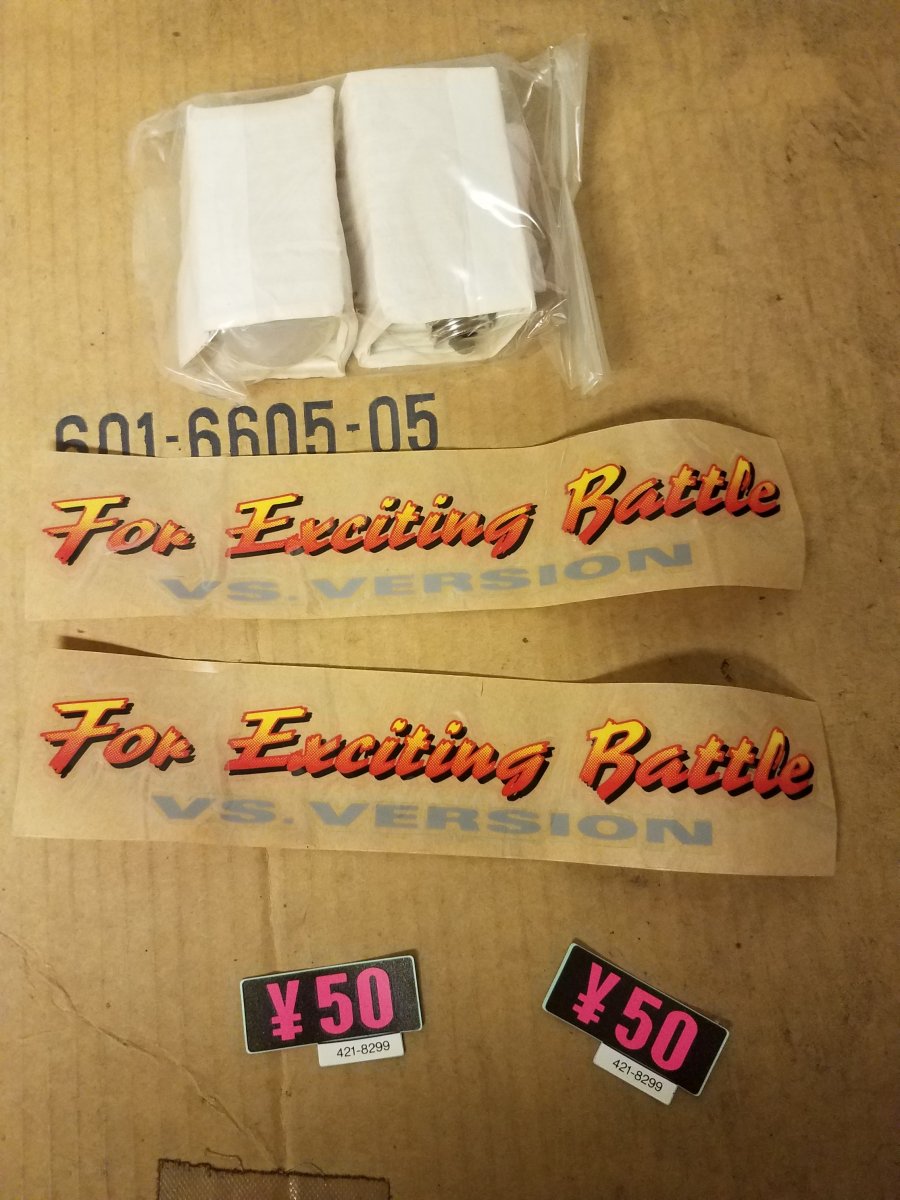 601-6605-05
For Exciting Battle
VS. VERSION
For Exciting Battle
VS. VERSION
¥50
421-8299
¥50
421-8299